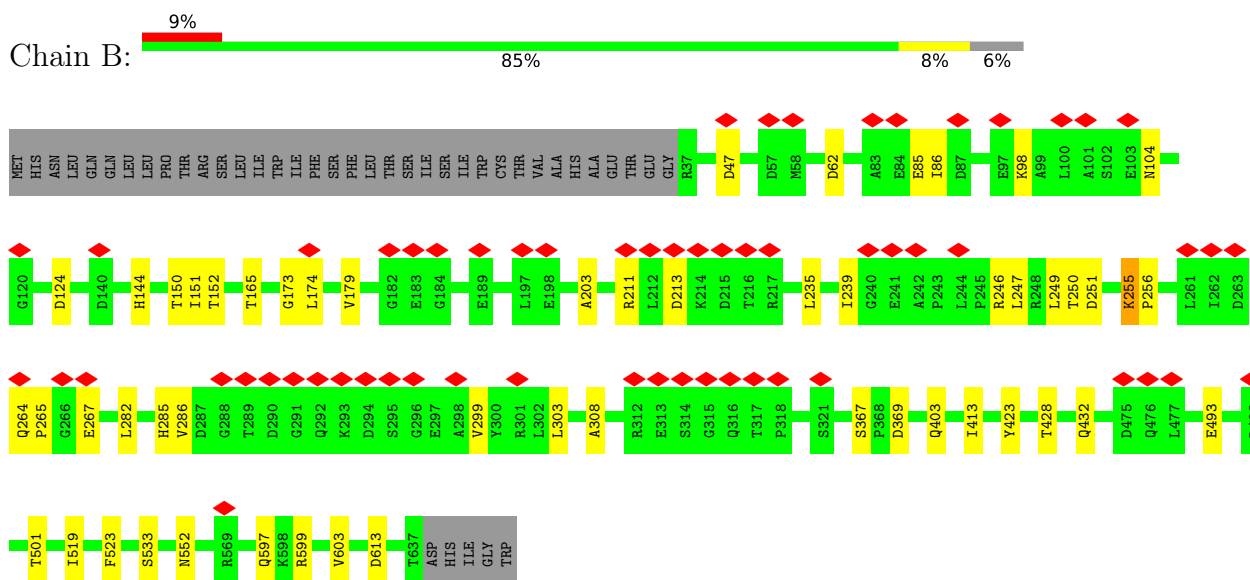 9%
Chain B:
85% 8% 6%
MET HIS ASN LEU GLN GLN LEU LEU PRO THR ARG SER LEU ILE TRP ILE PHE SER PHE LEU THR SER ILE SER ILE TRP CYS THR VAL ALA HIS ALA GLU THR GLU GLY R37 D47 D57 M58 D62 A83 E84 E85 I86 D87 E97 K98 A99 L100 A101 S102 E103 N104
G120 D124 D140 H144 T150 I151 T152 T165 G173 L174 V179 G182 E183 G184 E189 L197 E198 A203 R211 L212 D213 K214 D215 T216 R217 L235 I239 G240 E241 A242 P243 L244 P245 R246 L247 R248 L249 T250 D251 K255 P256 L261 I262 D263
Q264 P265 G266 E267 L282 H285 V286 D287 G288 T289 D290 G291 Q292 K293 D294 S295 G296 E297 A298 V299 Y300 R301 L302 L303 A308 R312 E313 S314 G315 Q316 T317 P318 S321 S367 P368 D369 Q403 I413 Y423 T428 Q432 D475 Q476 L477 E493
T501 I519 F523 S533 N552 R569 Q597 K598 R599 V603 D613 T637 ASP HIS ILE GLY TRP